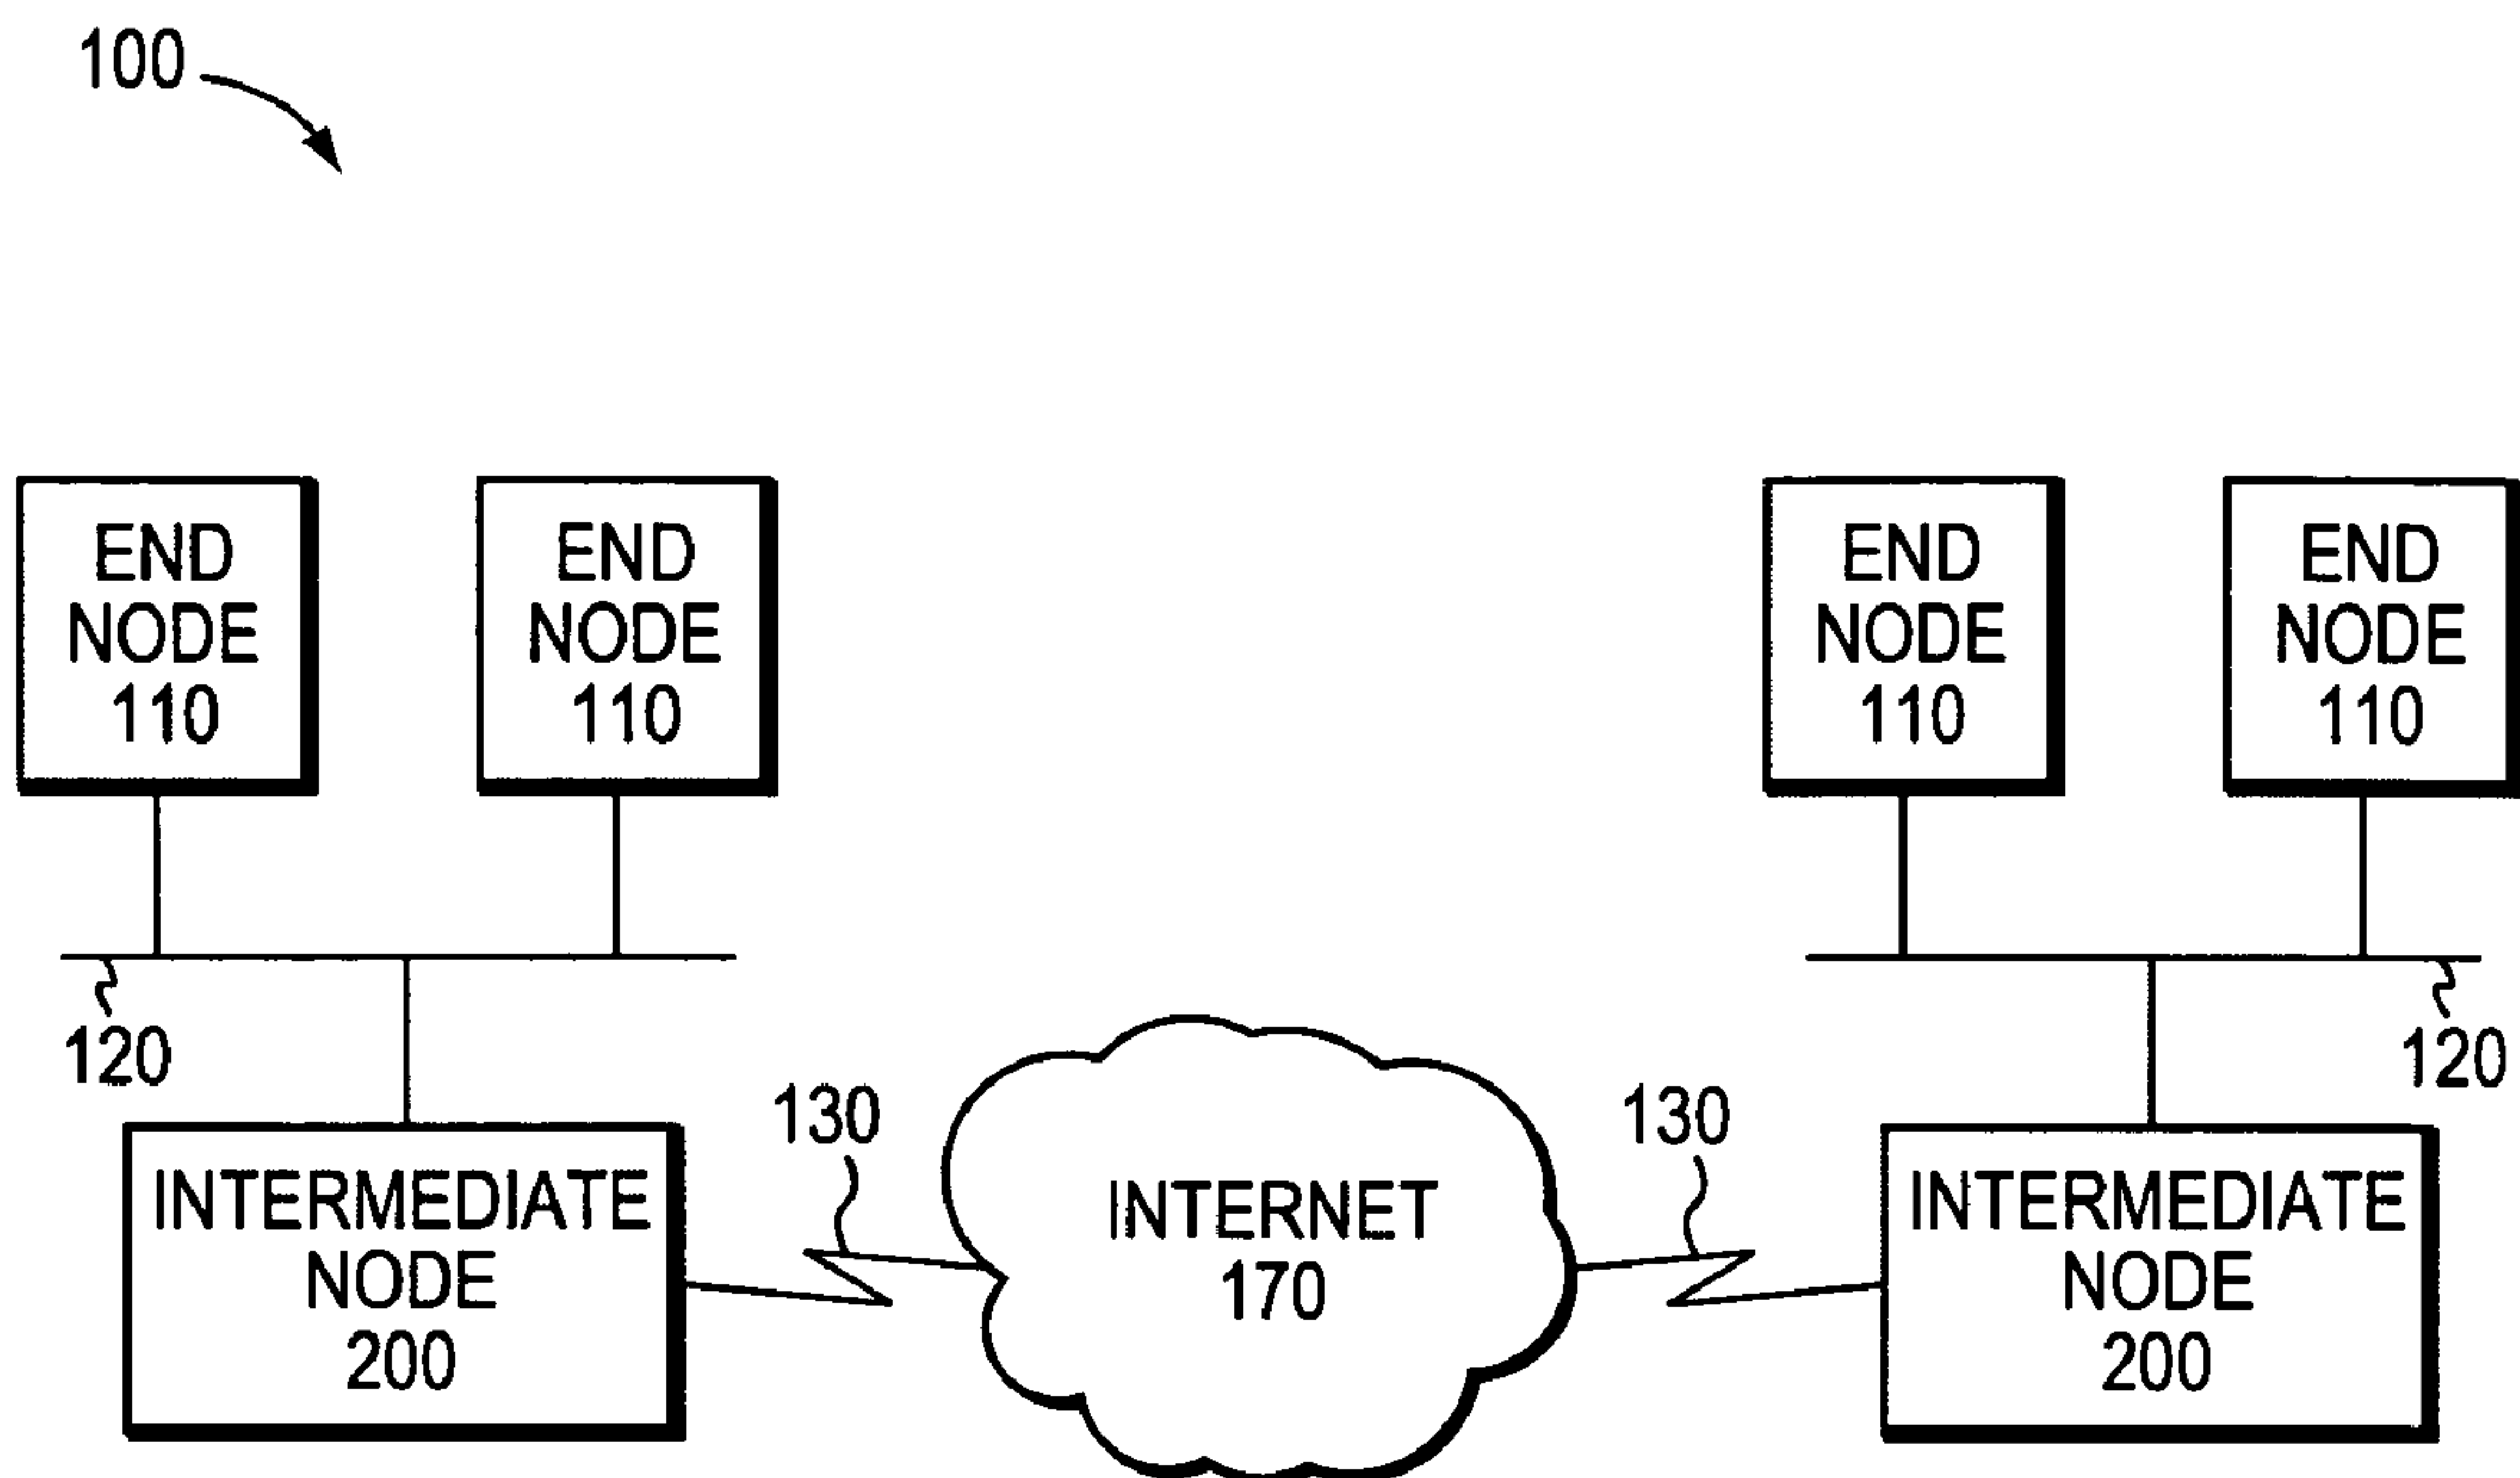 100
END
NODE
110
END
NODE
110
END
NODE
110
END
NODE
110
120
120
130
130
INTERMEDIATE
NODE
200
INTERNET
170
INTERMEDIATE
NODE
200